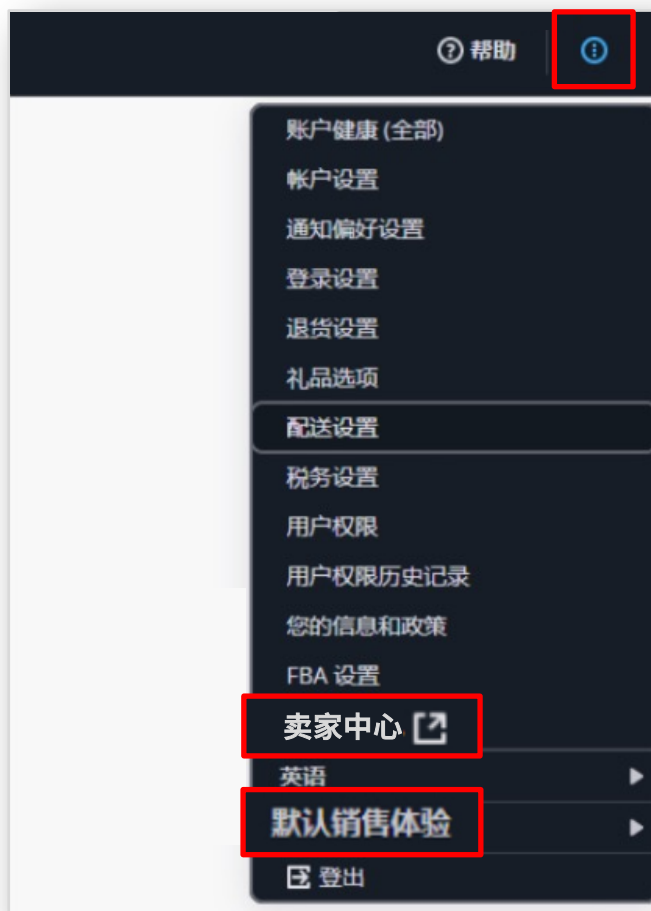 帮助
账户健康 (全部)
帐户设置
通知偏好设置
登录设置
退货设置
礼品选项
配送设置
税务设置
用户权限
用户权限历史记录
您的信息和政策
FBA 设置
卖家中心
英语
默认销售体验
登出